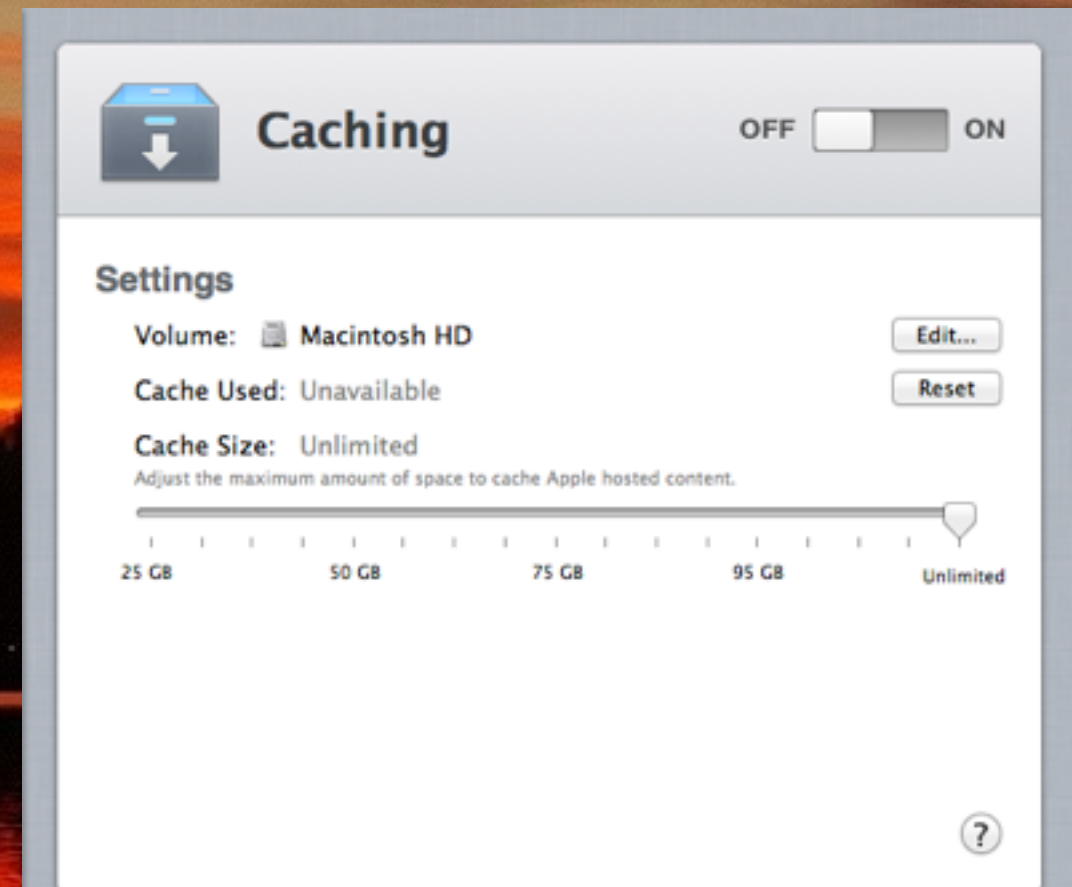 Caching OFF ON
Settings
Volume: Macintosh HD Edit...
Cache Used: Unavailable Reset
Cache Size: Unlimited
Adjust the maximum amount of space to cache Apple hosted content.
25 GB 50 GB 75 GB 95 GB Unlimited
?